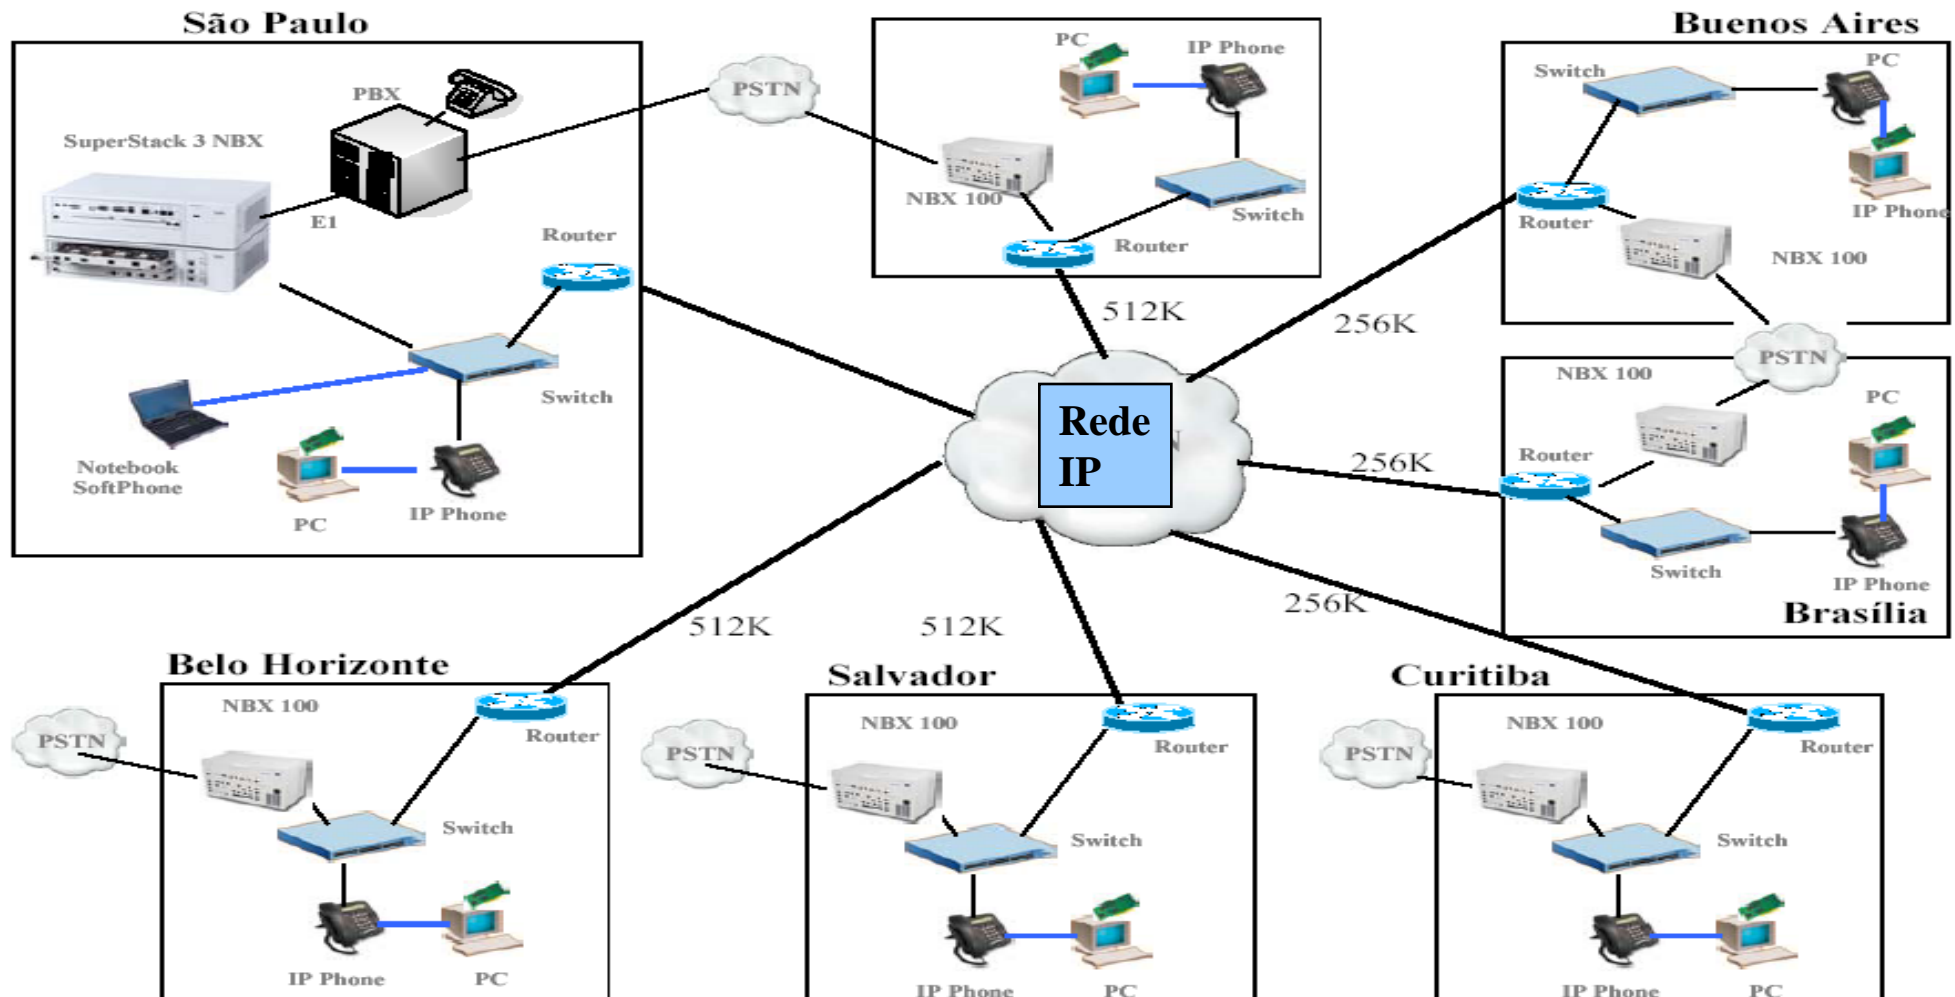 São Paulo
PBX
SuperStack 3 NBX
E1
Router
Switch
Notebook
SoftPhone
PC
IP Phone
PSTN
PC
IP Phone
NBX 100
Switch
Router
512K
Buenos Aires
Switch
PC
Router
IP Phone
NBX 100
256K
PSTN
NBX 100
PC
Router
Switch
IP Phone
Brasília
256K
Rede
IP
N
512K
512K
256K
Belo Horizonte
NBX 100
PSTN
Router
Switch
IP Phone
PC
Salvador
NBX 100
PSTN
Router
Switch
IP Phone
PC
Curitiba
NBX 100
PSTN
Router
Switch
IP Phone
PC